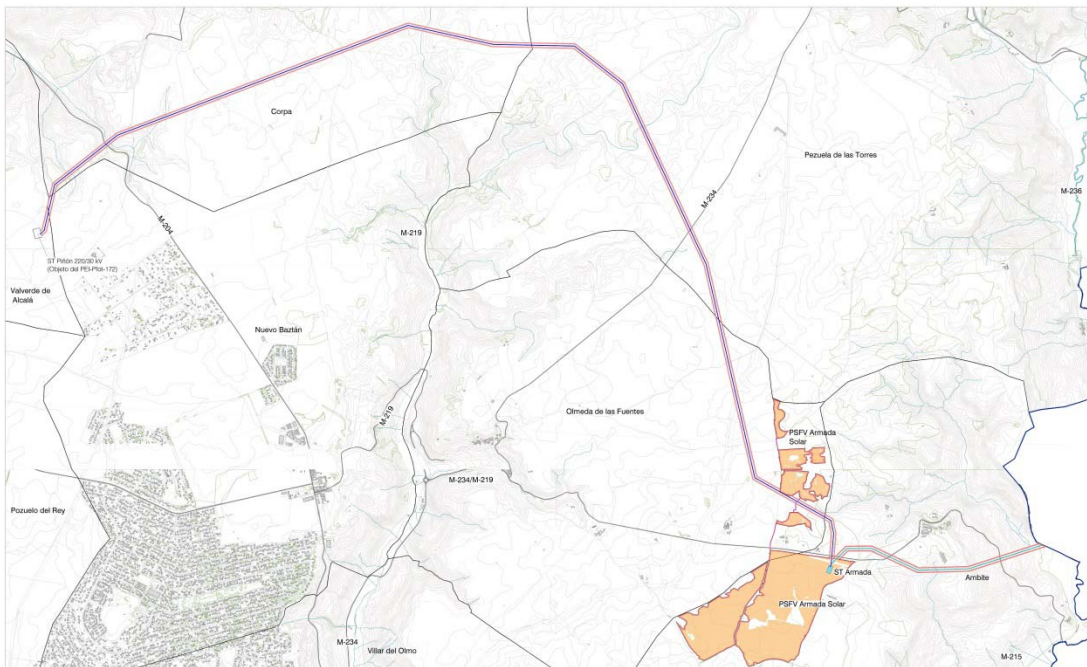 Corpa
Pezuela de las Torres
M-236
M-234
M-204
M-219
ST Piñón 220/30 kV
(Objeto del PEI-PfoI-172)
Valverde de
Alcalá
Nuevo Baztán
Olmeda de las Fuentes
M-219
PSFV Armada
Solar
M-234/M-219
Pozuelo del Rey
ST Armada
Ambite
PSFV Armada Solar
M-234
Villar del Olmo
M-215